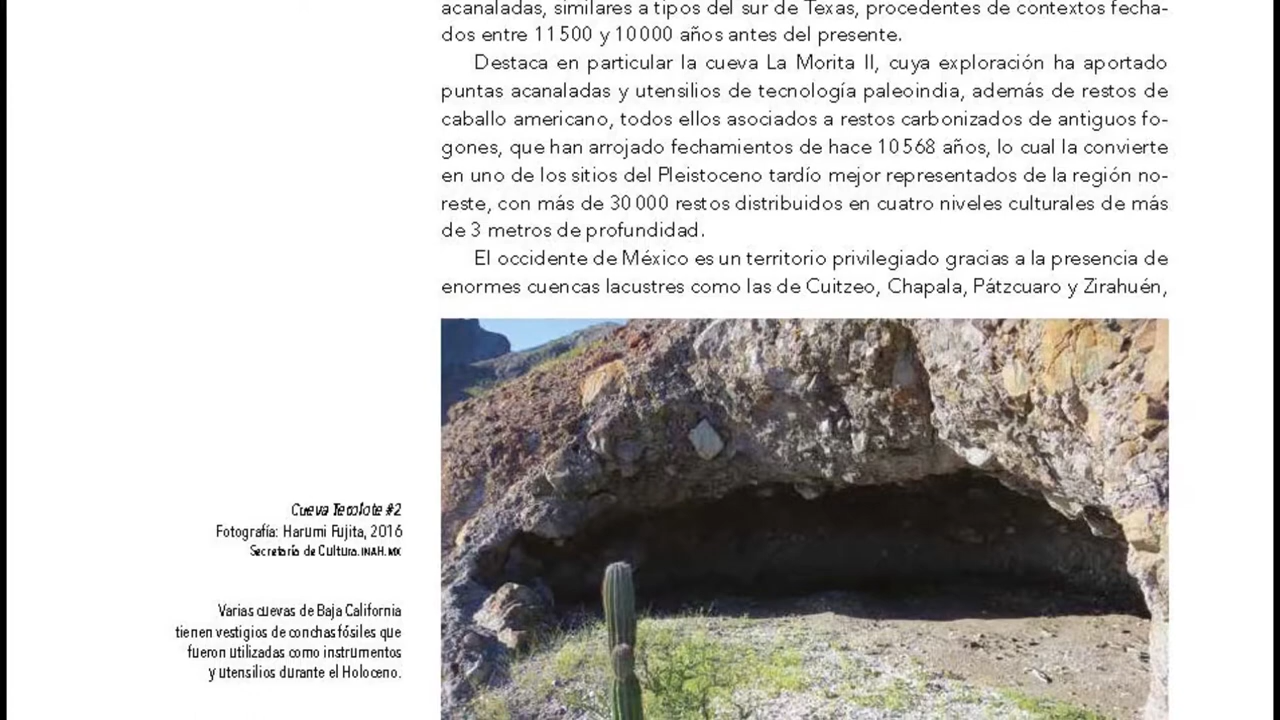 acanaladas, similares a tipos del sur de Texas, procedentes de contextos fecha-
dos entre 11 500 y 10 000 años antes del presente.
Destaca en particular la cueva La Morita II, cuya exploración ha aportado
puntas acanaladas y utensilios de tecnología paleoindia, además de restos de
caballo americano, todos ellos asociados a restos carbonizados de antiguos fo-
gones, que han arrojado fechamientos de hace 10 568 años, lo cual la convierte
en uno de los sitios del Pleistoceno tardío mejor representados de la región no-
reste, con más de 30 000 restos distribuidos en cuatro niveles culturales de más
de 3 metros de profundidad.
El occidente de México es un territorio privilegiado gracias a la presencia de
enormes cuencas lacustres como las de Cuitzeo, Chapala, Pátzcuaro y Zirahuén,
Cueva Tecolote #2
Fotografía: Harumi Fujita, 2016
Secretaría de Cultura.INAH.MX
Varias cuevas de Baja California
tienen vestigios de conchas fósiles que
fueron utilizadas como instrumentos
y utensilios durante el Holoceno.